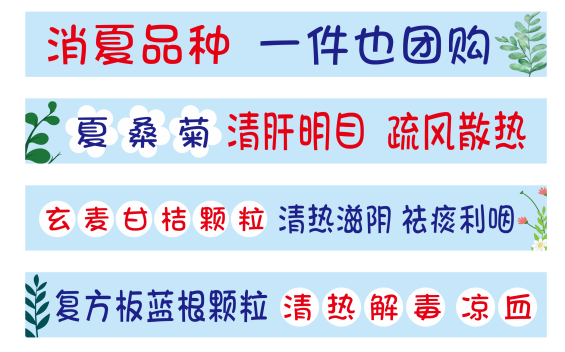 消夏品种 一件也团购
夏桑菊 清肝明目 疏风散热
玄麦甘桔颗粒 清热滋阴 祛痰利咽
复方板蓝根颗粒 清热解毒 凉血